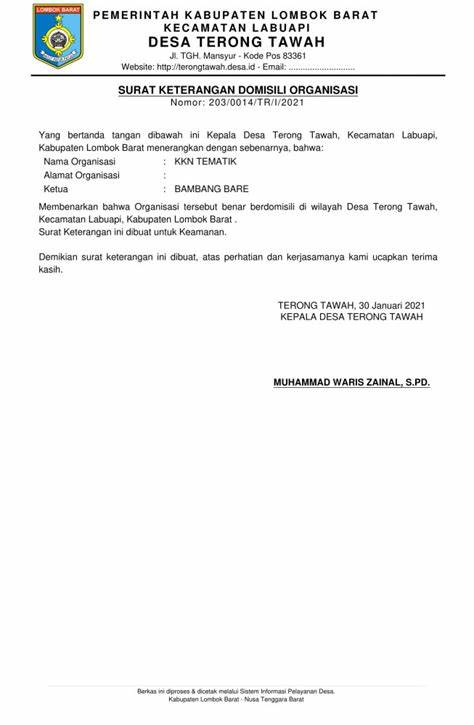 LOMBOK BARAT
PEMERINTAH KABUPATEN LOMBOK BARAT
KECAMATAN LABUAPI
DESA TERONG TAWAH
Jl. TGH. Mansyur - Kode Pos 83361
Website: http://terongtawah.desa.id - Email: ...........................
SURAT KETERANGAN DOMISILI ORGANISASI
Nomor: 203/0014/TR/I/2021
Yang bertanda tangan dibawah ini Kepala Desa Terong Tawah, Kecamatan Labuapi,
Kabupaten Lombok Barat menerangkan dengan sebenarnya, bahwa:
Nama Organisasi : KKN TEMATIK
Alamat Organisasi :
Ketua : BAMBANG BARE
Membenarkan bahwa Organisasi tersebut benar berdomisili di wilayah Desa Terong Tawah,
Kecamatan Labuapi, Kabupaten Lombok Barat .
Surat Keterangan ini dibuat untuk Keamanan.
Demikian surat keterangan ini dibuat, atas perhatian dan kerjasamanya kami ucapkan terima
kasih.
TERONG TAWAH, 30 Januari 2021
KEPALA DESA TERONG TAWAH
MUHAMMAD WARIS ZAINAL, S.PD.
Berkas ini diproses & dicetak melalui Sistem Informasi Pelayanan Desa.
Kabupaten Lombok Barat - Nusa Tenggara Barat